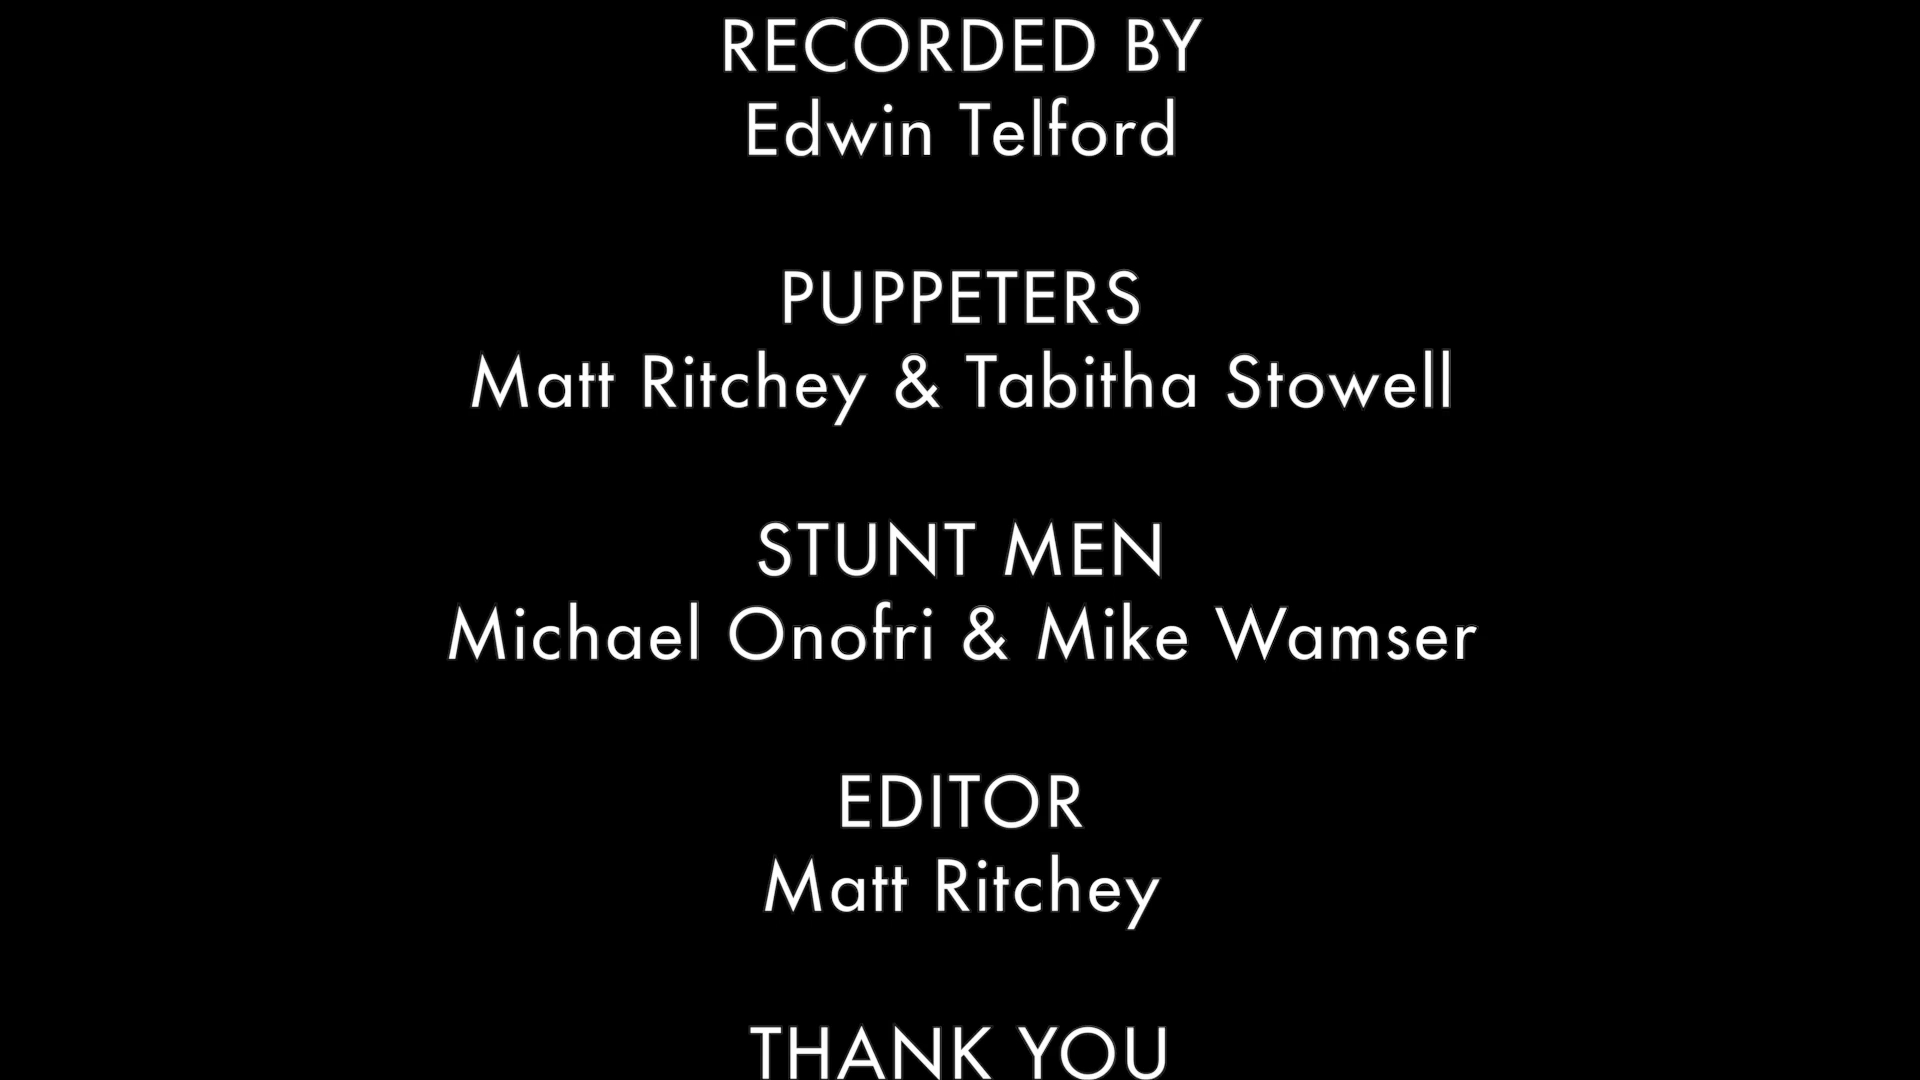 RECORDED BY
Edwin Telford
PUPPETERS
Matt Ritchey & Tabitha Stowell
STUNT MEN
Michael Onofri & Mike Wamser
EDITOR
Matt Ritchey
THANK YOU